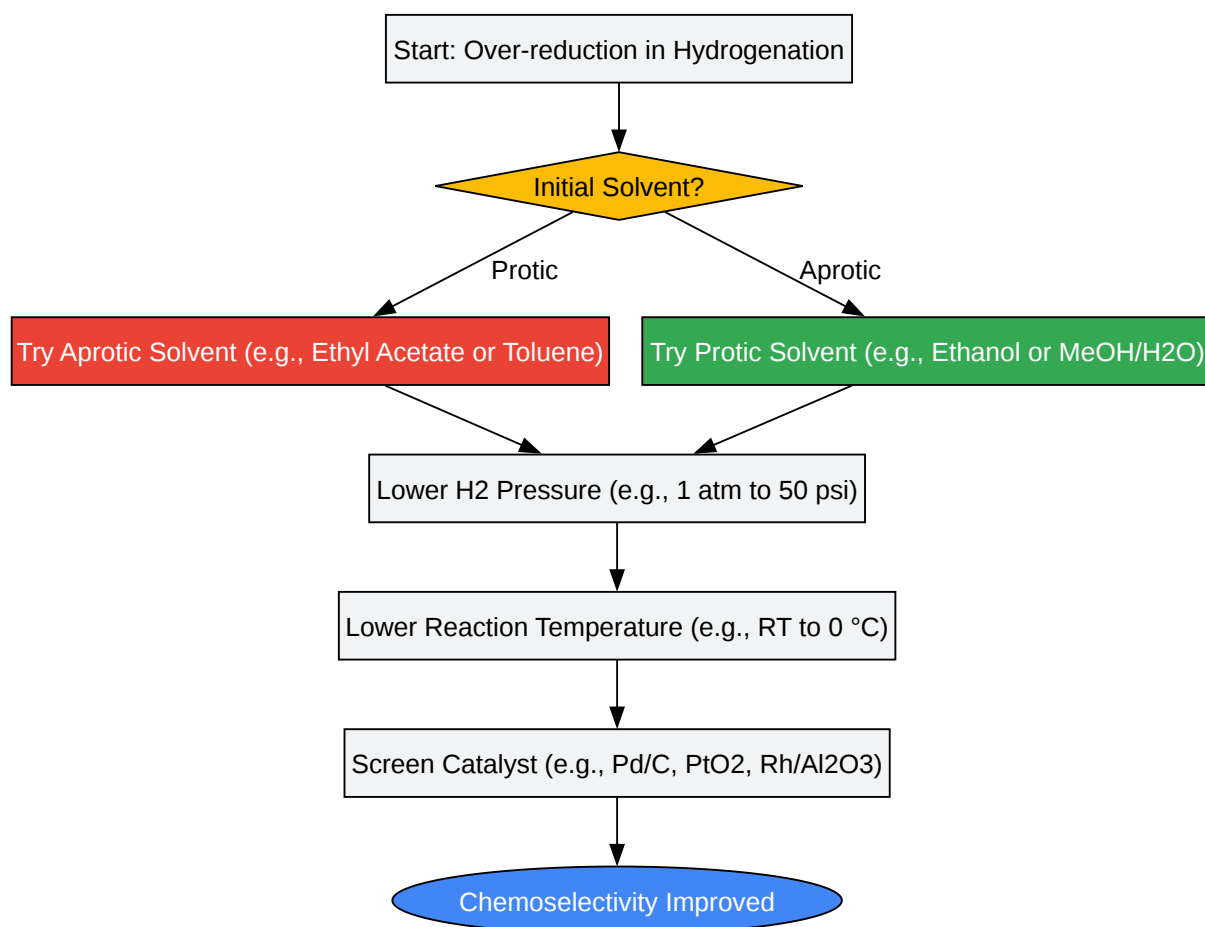 Start: Over-reduction in Hydrogenation
Initial Solvent?
Protic
Aprotic
Try Aprotic Solvent (e.g., Ethyl Acetate or Toluene)
Try Protic Solvent (e.g., Ethanol or MeOH/H2O)
Lower H2 Pressure (e.g., 1 atm to 50 psi)
Lower Reaction Temperature (e.g., RT to 0 °C)
Screen Catalyst (e.g., Pd/C, PtO2, Rh/Al2O3)
Chemoselectivity Improved